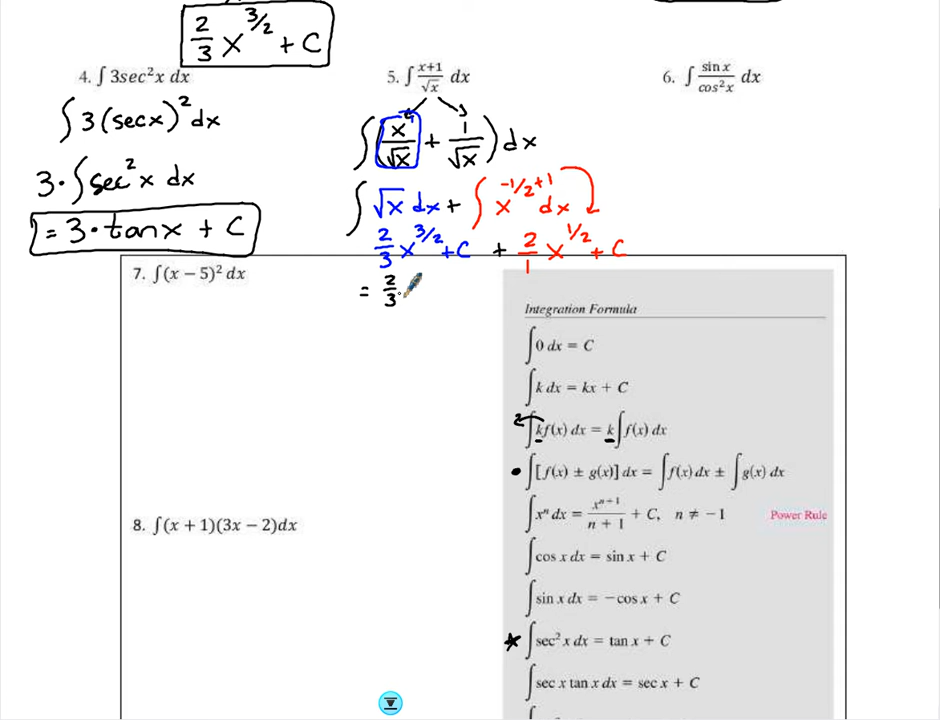 2/3 x^{3/2} + C
4. ∫ 3sec²x dx
∫ 3 (secx)² dx
3 · ∫ sec² x dx
= 3 · tanx + C
5. ∫ (x+1)/√x dx
∫ (x¹/√x + 1/√x) dx
∫ √x dx + ∫ x^{-1/2+1} dx
2/3 x^{3/2} + C + 2/1 x^{1/2} + C
= 2/3 ·
6. ∫ sin x/cos²x dx
7. ∫(x − 5)² dx
8. ∫(x + 1)(3x − 2)dx
Integration Formula
∫ 0 dx = C
∫ k dx = kx + C
∫ kf(x) dx = k ∫ f(x) dx
• ∫ [f(x) ± g(x)] dx = ∫ f(x) dx ± ∫ g(x) dx
∫ xⁿ dx = x^{n+1}/(n + 1) + C, n ≠ −1 Power Rule
∫ cos x dx = sin x + C
∫ sin x dx = −cos x + C
★ ∫ sec² x dx = tan x + C
∫ sec x tan x dx = sec x + C